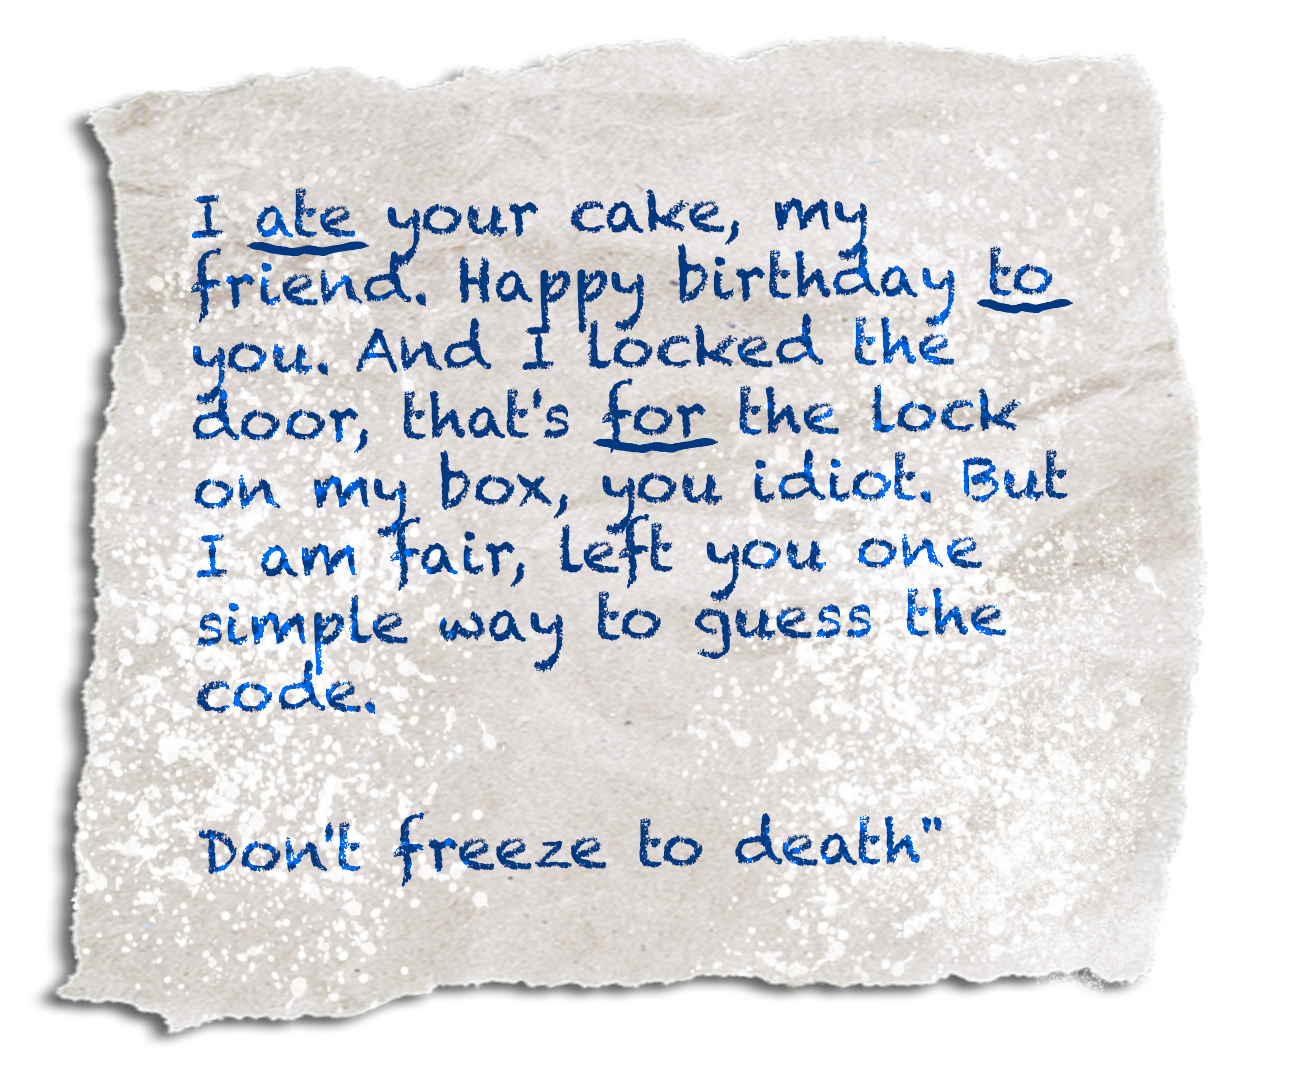 I ate your cake, my
friend. Happy birthday to
you. And I locked the
door, that's for the lock
on my box, you idiot. But
I am fair, left you one
simple way to guess the
code.
Don't freeze to death"